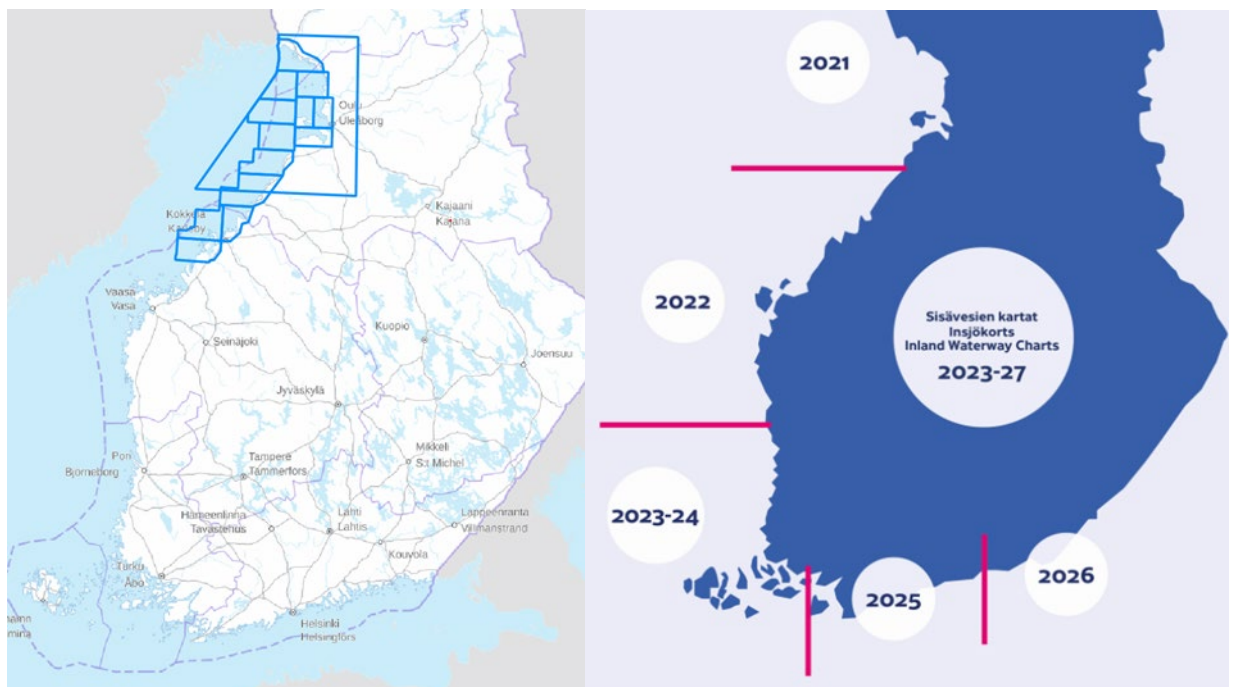 Oulu
Uleåborg
Kajaani
Kajana
Kokkola
Vaasa
Vasa
Seinäjoki
Kuopio
Joensuu
Jyväskylä
Mikkeli
S:t Michel
Pori
Björneborg
Tampere
Tammerfors
Hämeenlinna
Tavastehus
Lahti
Lahtis
Lappeenranta
Villmanstrand
Kouvola
Turku
Åbo
Helsinki
Helsingfors
2021
2022
Sisävesien kartat
Insjökorts
Inland Waterway Charts
2023-27
2023-24
2025
2026